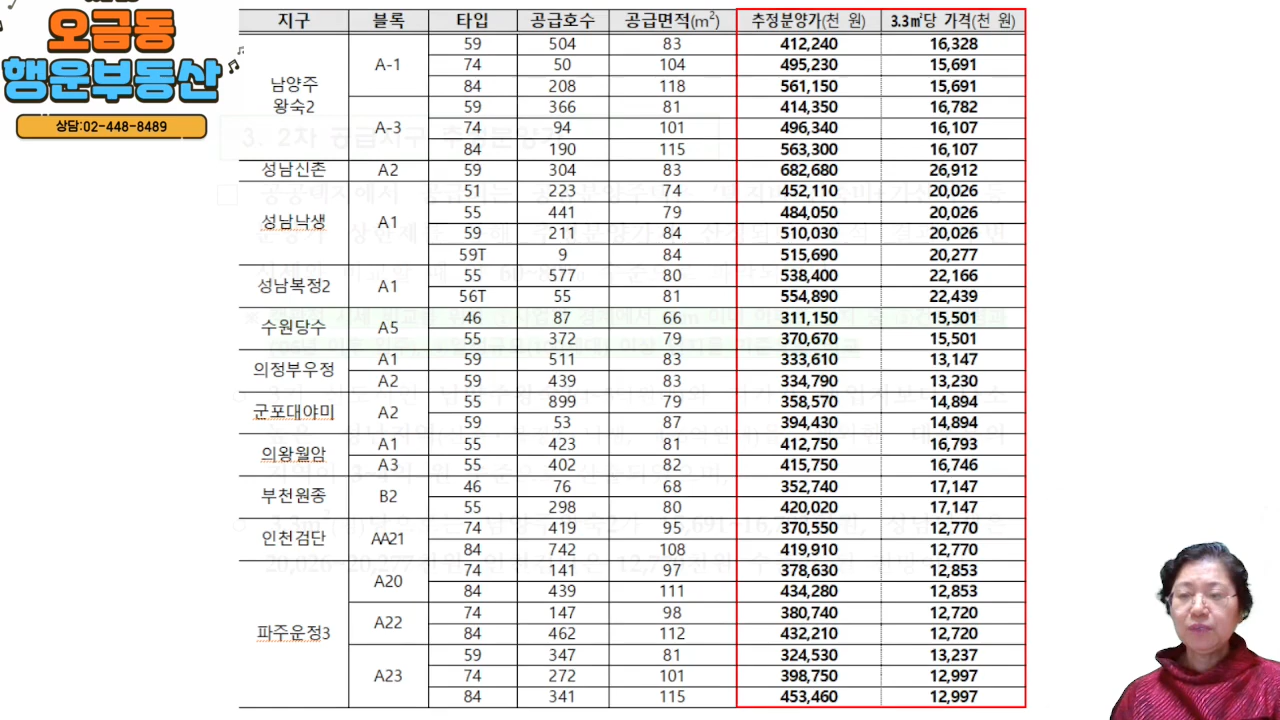 오금동
행운부동산
상담:02-448-8489
지구 블록 타입 공급호수 공급면적(m²) 추정분양가(천 원) 3.3㎡당 가격(천 원)
남양주 왕숙2 A-1 59 504 83 412,240 16,328
74 50 104 495,230 15,691
84 208 118 561,150 15,691
A-3 59 366 81 414,350 16,782
74 94 101 496,340 16,107
84 190 115 563,300 16,107
성남신촌 A2 59 304 83 682,680 26,912
성남낙생 A1 51 223 74 452,110 20,026
55 441 79 484,050 20,026
59 211 84 510,030 20,026
59T 9 84 515,690 20,277
성남복정2 A1 55 577 80 538,400 22,166
56T 55 81 554,890 22,439
수원당수 A5 46 87 66 311,150 15,501
55 372 79 370,670 15,501
의정부우정 A1 59 511 83 333,610 13,147
A2 59 439 83 334,790 13,230
군포대야미 A2 55 899 79 358,570 14,894
59 53 87 394,430 14,894
의왕월암 A1 55 423 81 412,750 16,793
A3 55 402 82 415,750 16,746
부천원종 B2 46 76 68 352,740 17,147
55 298 80 420,020 17,147
인천검단 AA21 74 419 95 370,550 12,770
84 742 108 419,910 12,770
파주운정3 A20 74 141 97 378,630 12,853
84 439 111 434,280 12,853
A22 74 147 98 380,740 12,720
84 462 112 432,210 12,720
A23 59 347 81 324,530 13,237
74 272 101 398,750 12,997
84 341 115 453,460 12,997